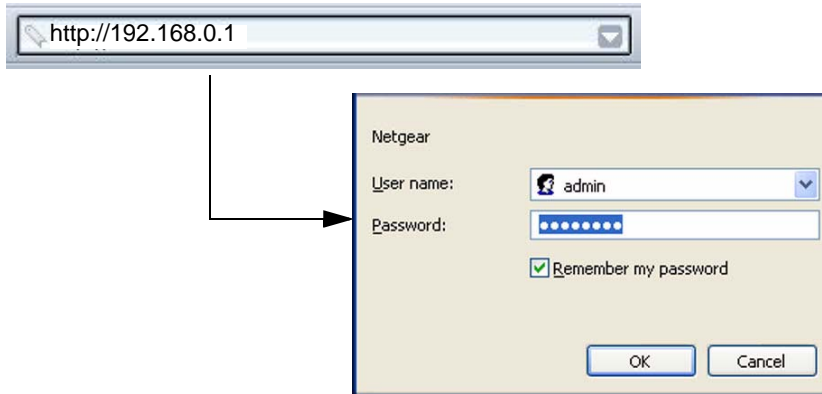 http://192.168.0.1
Netgear
User name:
admin
Password:
••••••••
Remember my password
OK
Cancel